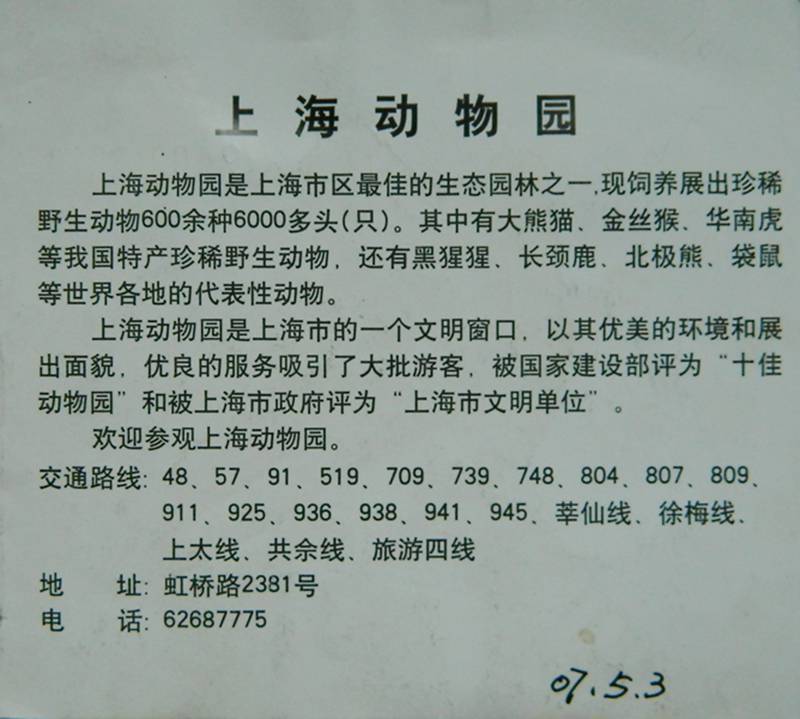 上海动物园
上海动物园是上海市区最佳的生态园林之一,现饲养展出珍稀
野生动物600余种6000多头(只)。其中有大熊猫、金丝猴、华南虎
等我国特产珍稀野生动物，还有黑猩猩、长颈鹿、北极熊、袋鼠
等世界各地的代表性动物。
上海动物园是上海市的一个文明窗口，以其优美的环境和展
出面貌，优良的服务吸引了大批游客，被国家建设部评为“十佳
动物园”和被上海市政府评为“上海市文明单位”。
欢迎参观上海动物园。
交通路线: 48、57、91、519、709、739、748、804、807、809、
911、925、936、938、941、945、莘仙线、徐梅线、
上太线、共佘线、旅游四线
地 址: 虹桥路2381号
电 话: 62687775
07.5.3